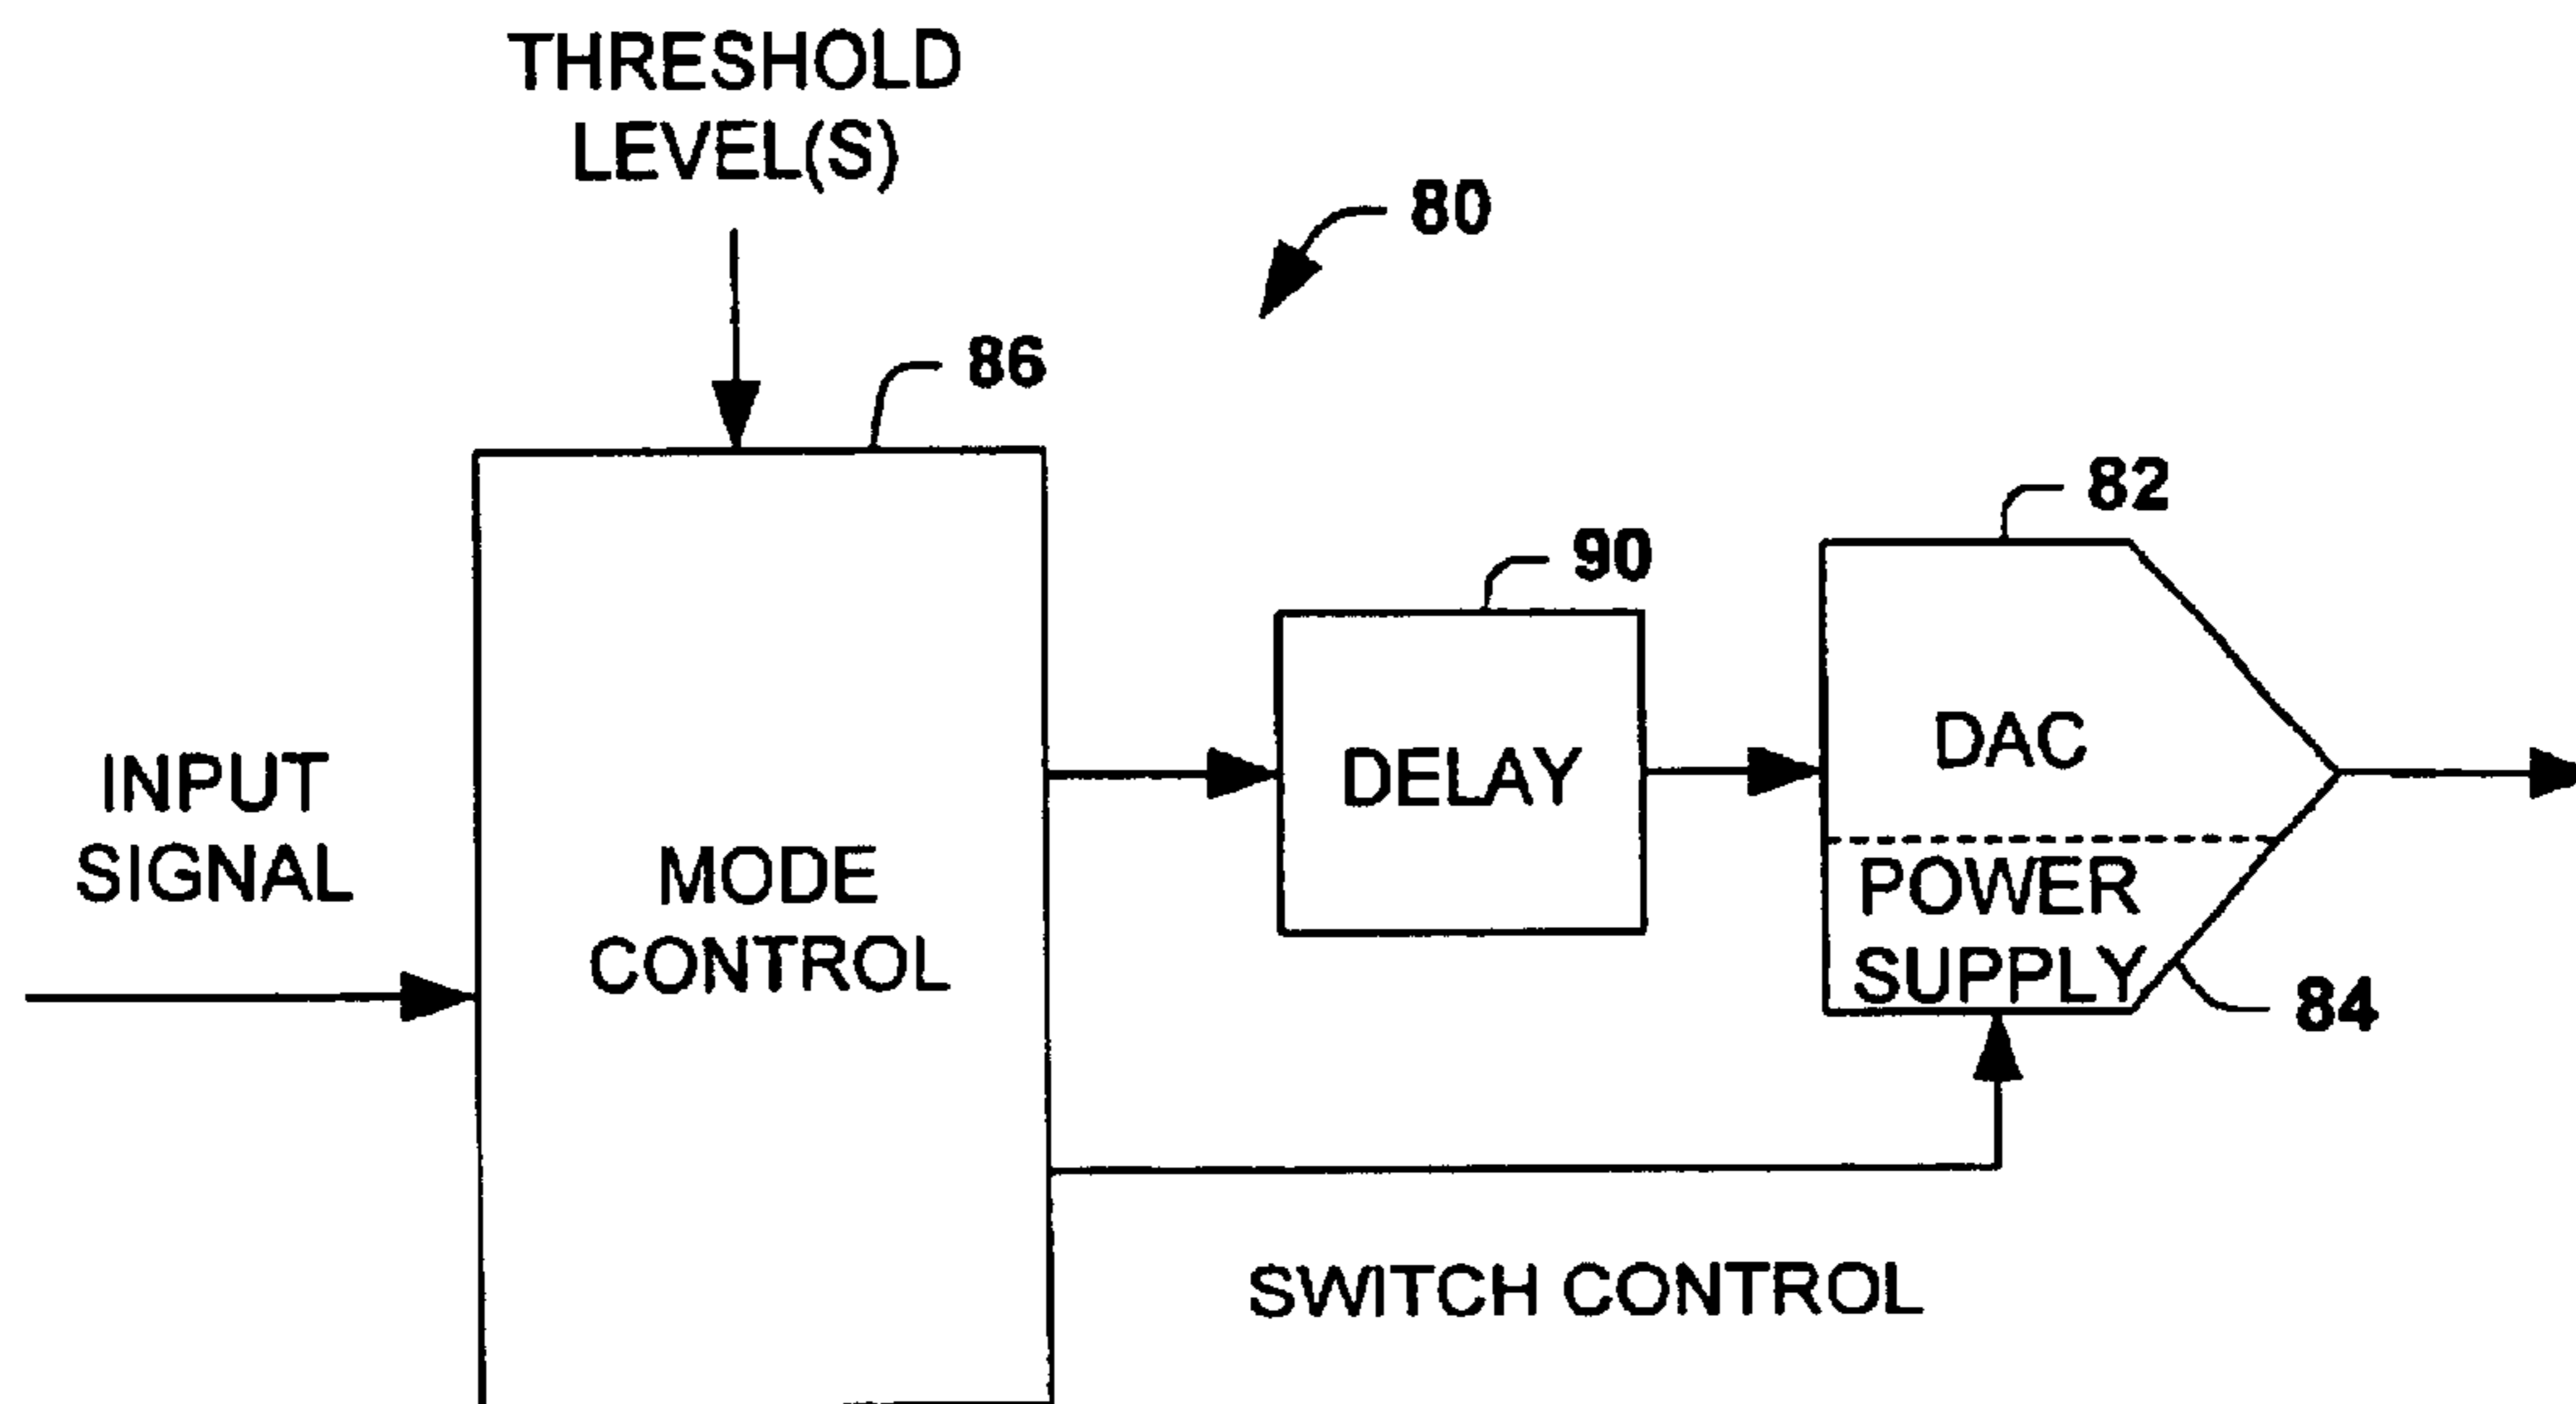 THRESHOLD
LEVEL(S)
80
86
82
90
INPUT
SIGNAL
MODE
CONTROL
DELAY
DAC
POWER
SUPPLY
84
SWITCH CONTROL